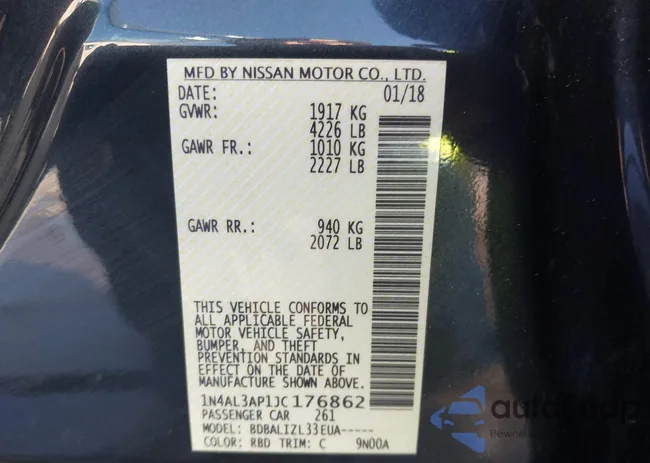 MFD BY NISSAN MOTOR CO., LTD.
DATE: 01/18
GVWR: 1917 KG
4226 LB
GAWR FR.: 1010 KG
2227 LB
GAWR RR.: 940 KG
2072 LB
THIS VEHICLE CONFORMS TO
ALL APPLICABLE FEDERAL
MOTOR VEHICLE SAFETY,
BUMPER, AND THEFT
PREVENTION STANDARDS IN
EFFECT ON THE DATE OF
MANUFACTURE SHOWN ABOVE.
1N4AL3AP1JC176862
PASSENGER CAR 261
MODEL: BDBALIZL33EUA-----
COLOR: RBD TRIM: C 9N00A